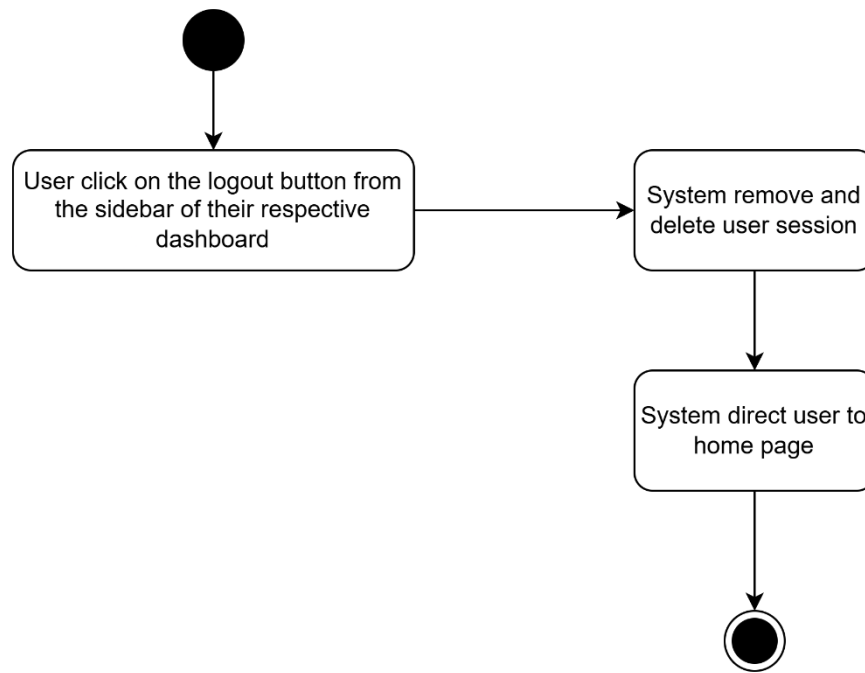 User click on the logout button from
the sidebar of their respective
dashboard
System remove and
delete user session
System direct user to
home page